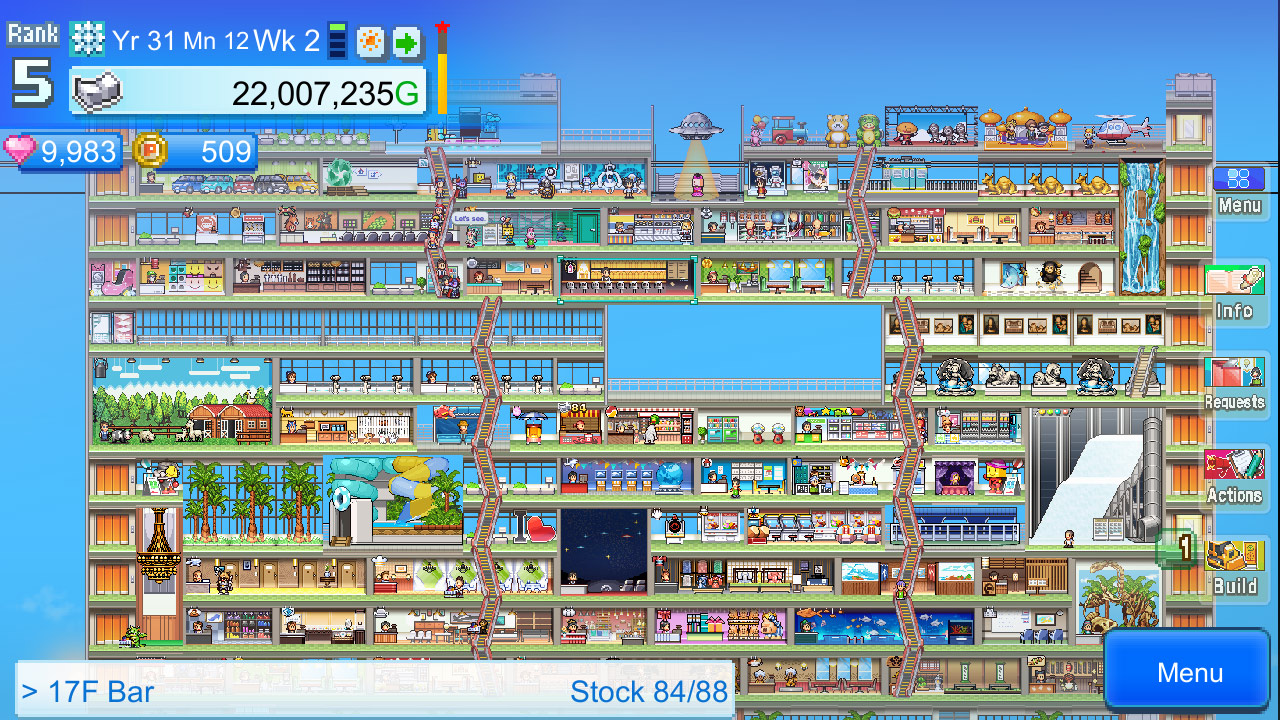 Rank
5
Yr 31 Mn 12 Wk 2
22,007,235G
9,983
509
Let's see.
Menu
Info
Requests
Actions
1
Build
Menu
> 17F Bar
Stock 84/88